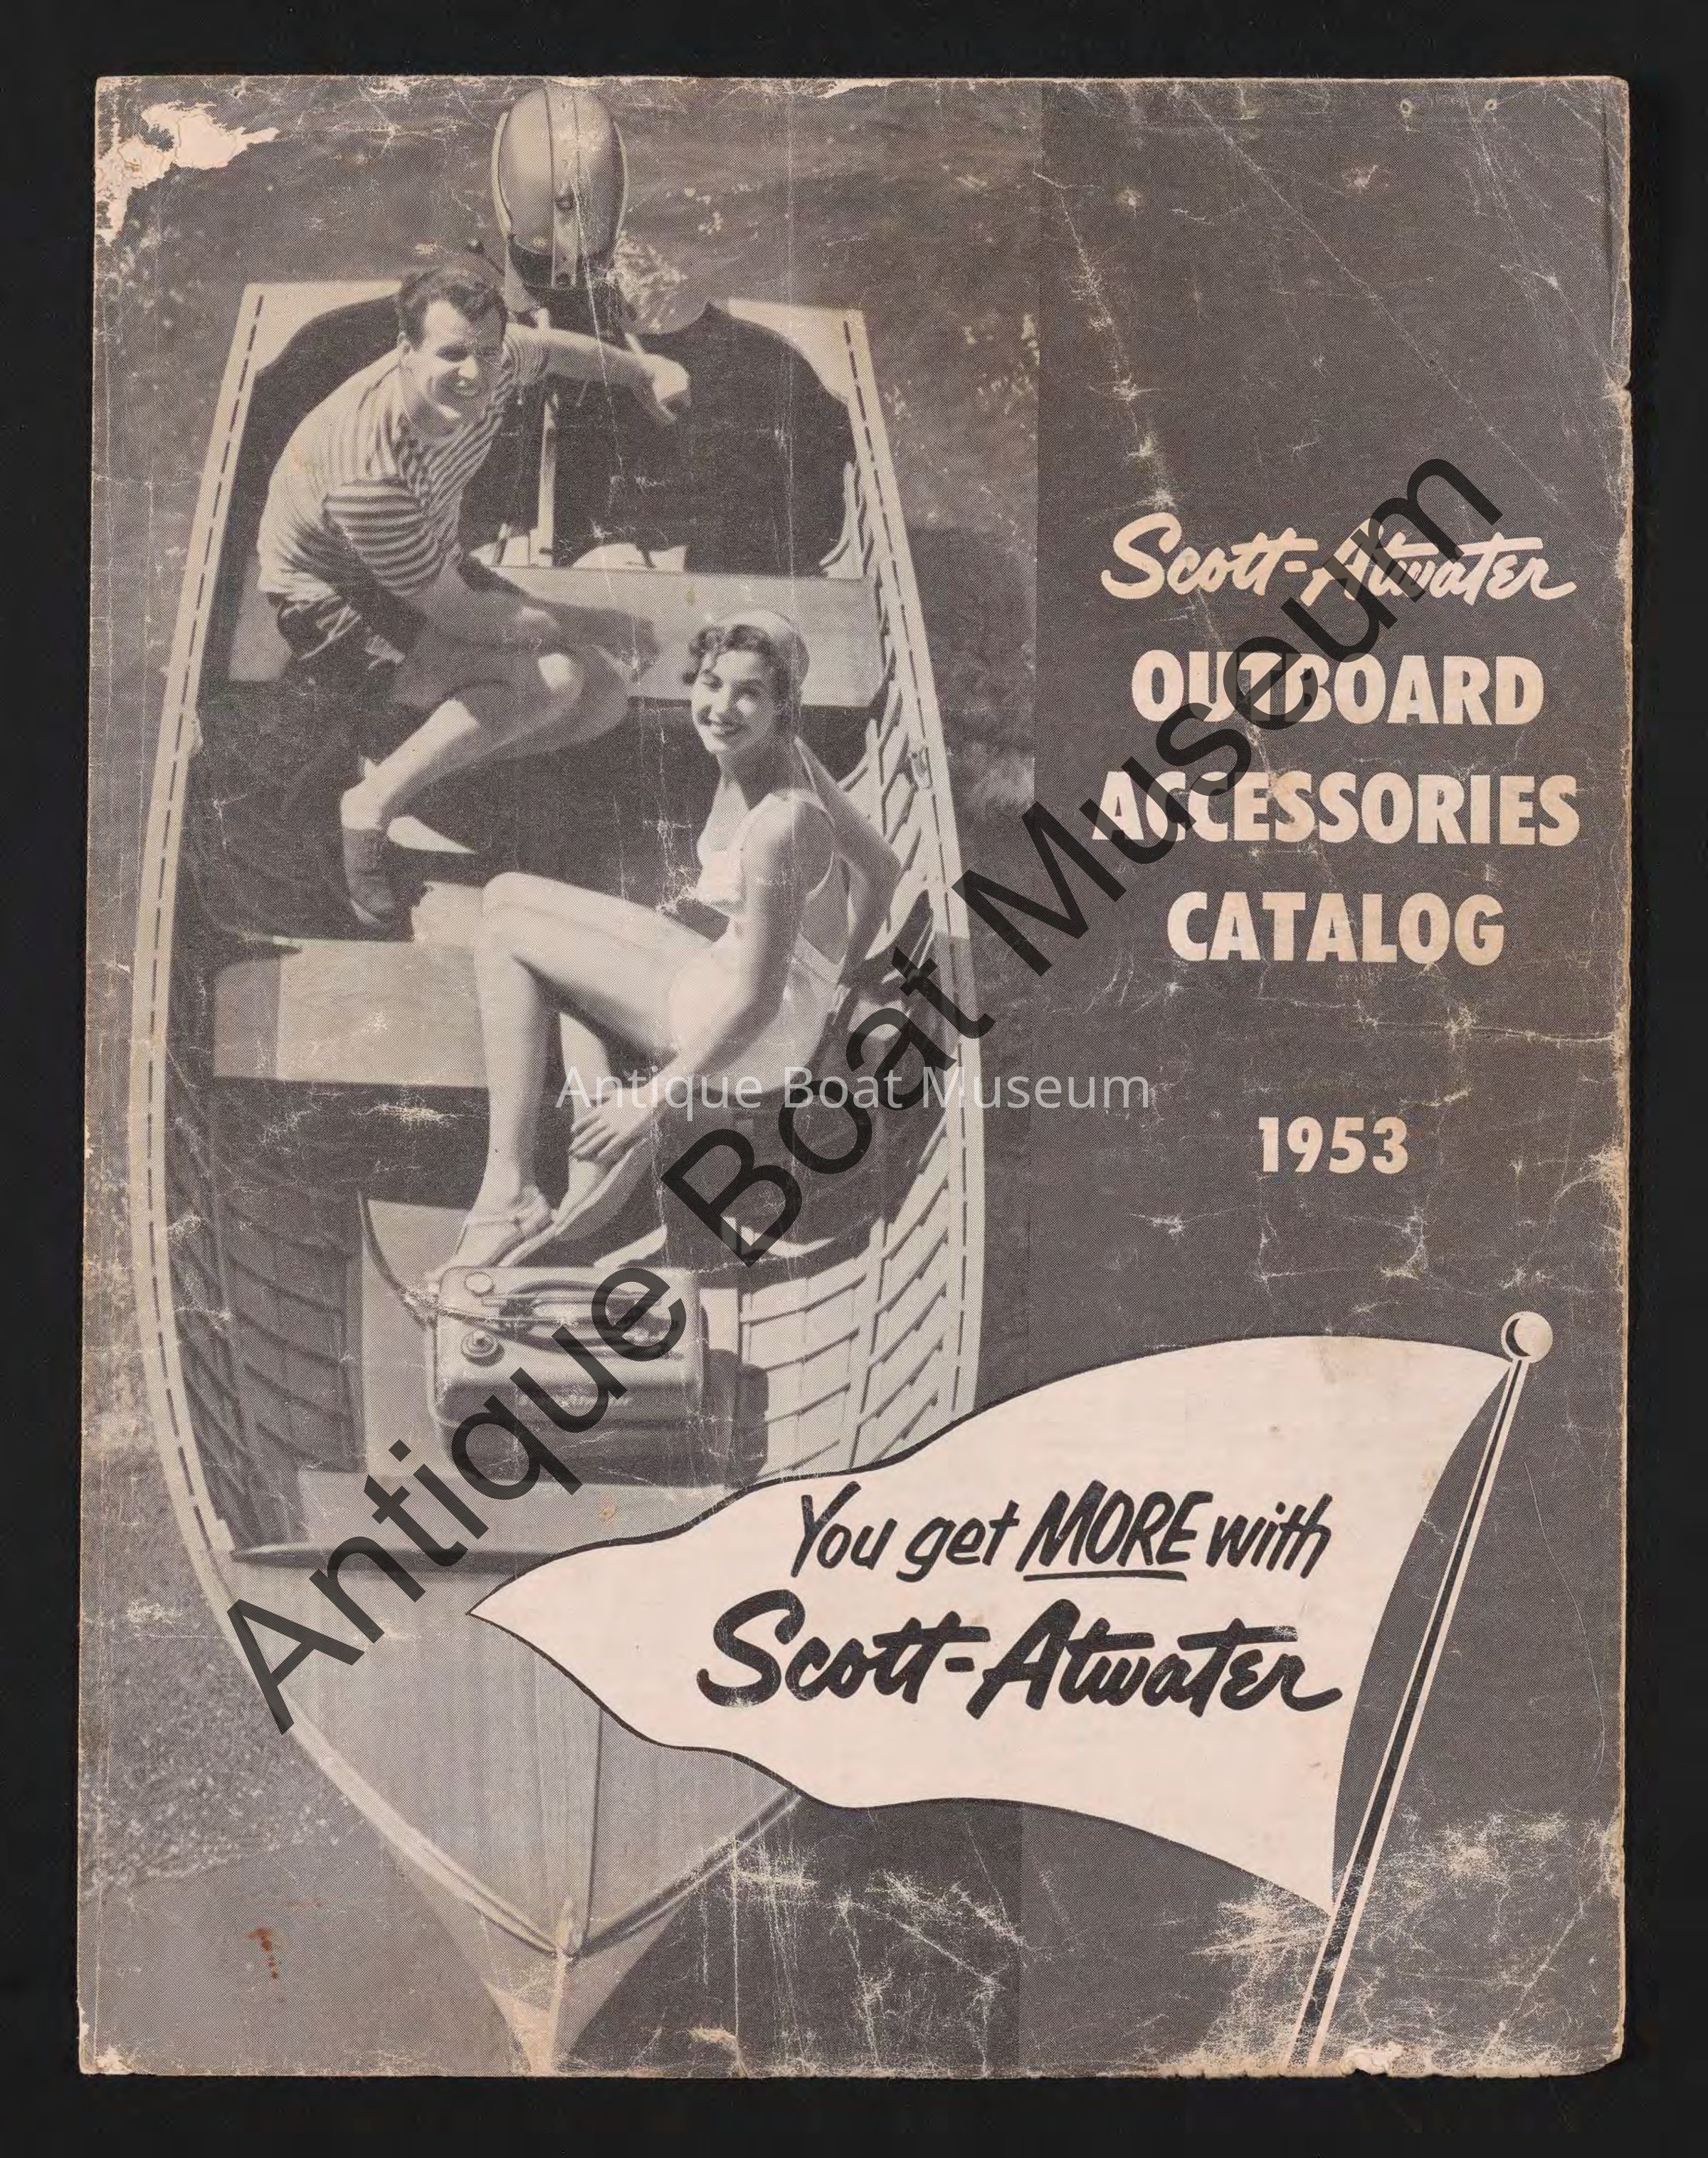 Scott-Atwater
OUTBOARD
ACCESSORIES
CATALOG
1953
Antique Boat Museum
Antique Boat Museum
You get MORE with
Scott-Atwater